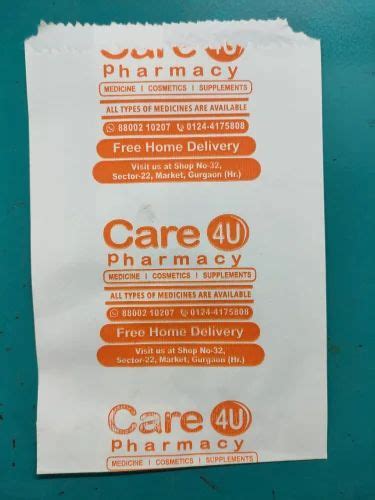 Care 4U
pharmacy
MEDICINE | COSMETICS | SUPPLEMENTS
ALL TYPES OF MEDICINES ARE AVAILABLE
88002 10207 0124-4175808
Free Home Delivery
Visit us at Shop No-32,
Sector-22, Market, Gurgaon (Hr.)
Care 4U
pharmacy
MEDICINE | COSMETICS | SUPPLEMENTS
ALL TYPES OF MEDICINES ARE AVAILABLE
88002 10207 0124-4175808
Free Home Delivery
Visit us at Shop No-32,
Sector-22, Market, Gurgaon (Hr.)
Care 4U
pharmacy
MEDICINE | COSMETICS | SUPPLEMENTS